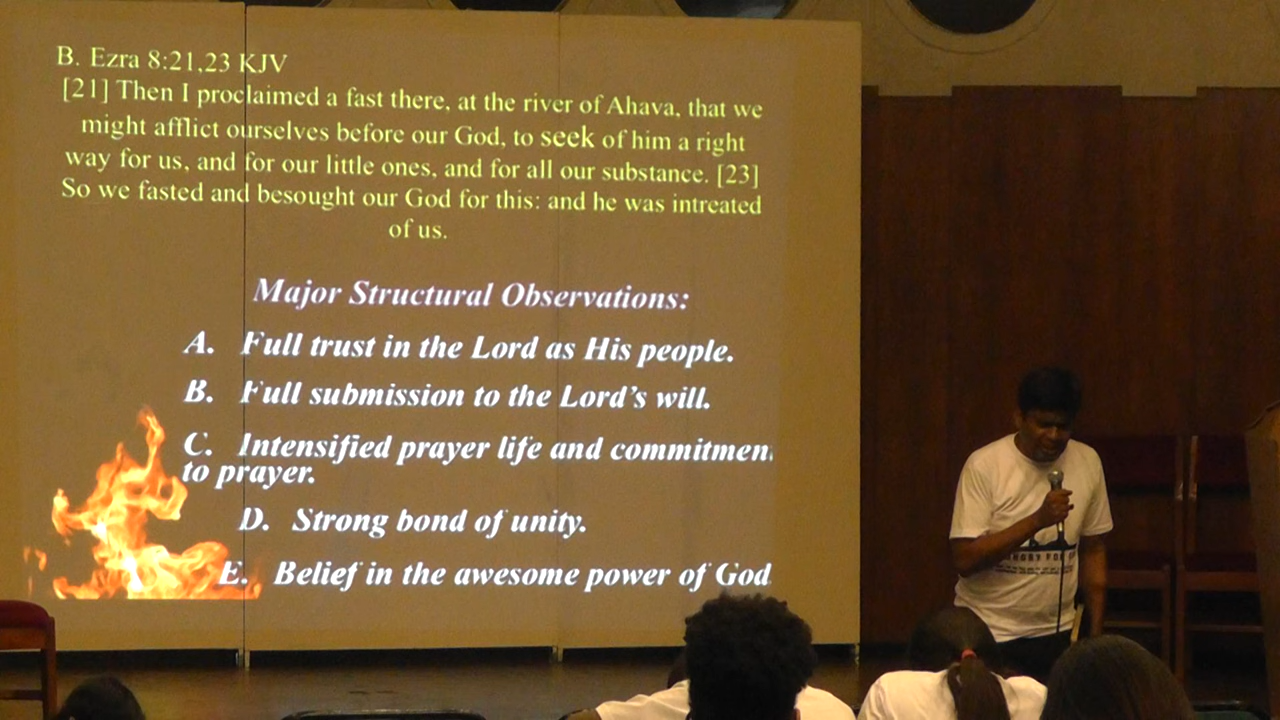 B. Ezra 8:21,23 KJV
[21] Then I proclaimed a fast there, at the river of Ahava, that we
might afflict ourselves before our God, to seek of him a right
way for us, and for our little ones, and for all our substance. [23]
So we fasted and besought our God for this: and he was intreated
of us.
Major Structural Observations:
A. Full trust in the Lord as His people.
B. Full submission to the Lord's will.
C. Intensified prayer life and commitmen
to prayer.
D. Strong bond of unity.
E. Belief in the awesome power of God